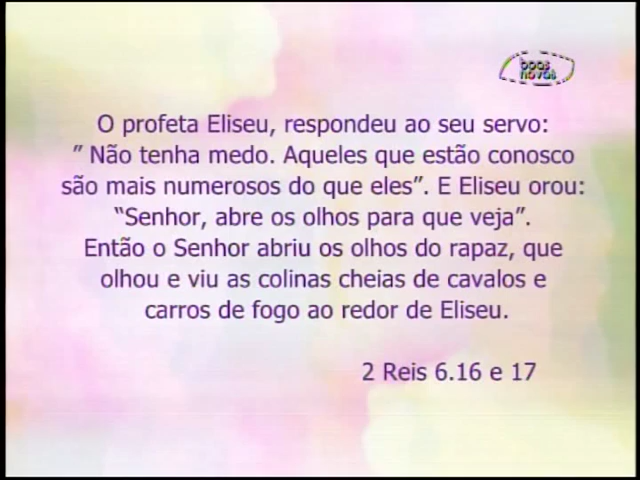 boas
novas
O profeta Eliseu, respondeu ao seu servo:
” Não tenha medo. Aqueles que estão conosco
são mais numerosos do que eles”. E Eliseu orou:
“Senhor, abre os olhos para que veja”.
Então o Senhor abriu os olhos do rapaz, que
olhou e viu as colinas cheias de cavalos e
carros de fogo ao redor de Eliseu.
2 Reis 6.16 e 17